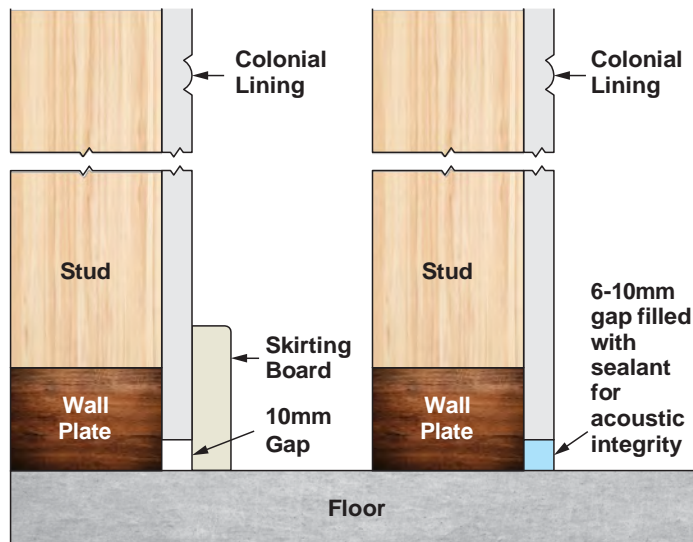 Colonial
Lining
Stud
Skirting
Board
Wall
Plate
10mm
Gap
Colonial
Lining
Stud
6-10mm
gap filled
with
sealant
for
acoustic
integrity
Wall
Plate
Floor